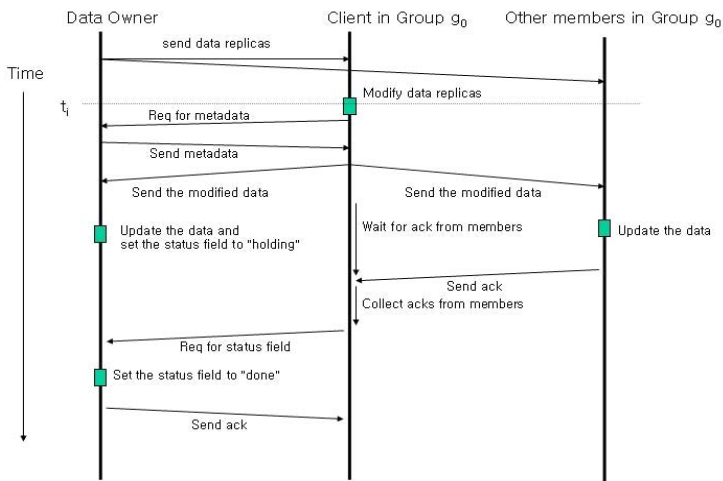 Data Owner
Client in Group g₀
Other members in Group g₀
send data replicas
Time
Modify data replicas
tᵢ
Req for metadata
Send metadata
Send the modified data
Send the modified data
Update the data and
set the status field to "holding"
Wait for ack from members
Update the data
Send ack
Collect acks from members
Req for status field
Set the status field to "done"
Send ack